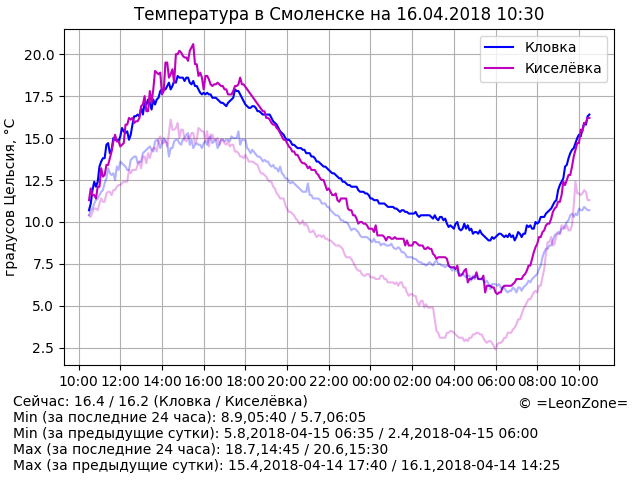 Температура в Смоленске на 16.04.2018 10:30
Кловка
Киселёвка
градусов Цельсия, °C
20.0
17.5
15.0
12.5
10.0
7.5
5.0
2.5
10:00 12:00 14:00 16:00 18:00 20:00 22:00 00:00 02:00 04:00 06:00 08:00 10:00
Сейчас: 16.4 / 16.2 (Кловка / Киселёвка)
© =LeonZone=
Min (за последние 24 часа): 8.9,05:40 / 5.7,06:05
Min (за предыдущие сутки): 5.8,2018-04-15 06:35 / 2.4,2018-04-15 06:00
Max (за последние 24 часа): 18.7,14:45 / 20.6,15:30
Max (за предыдущие сутки): 15.4,2018-04-14 17:40 / 16.1,2018-04-14 14:25